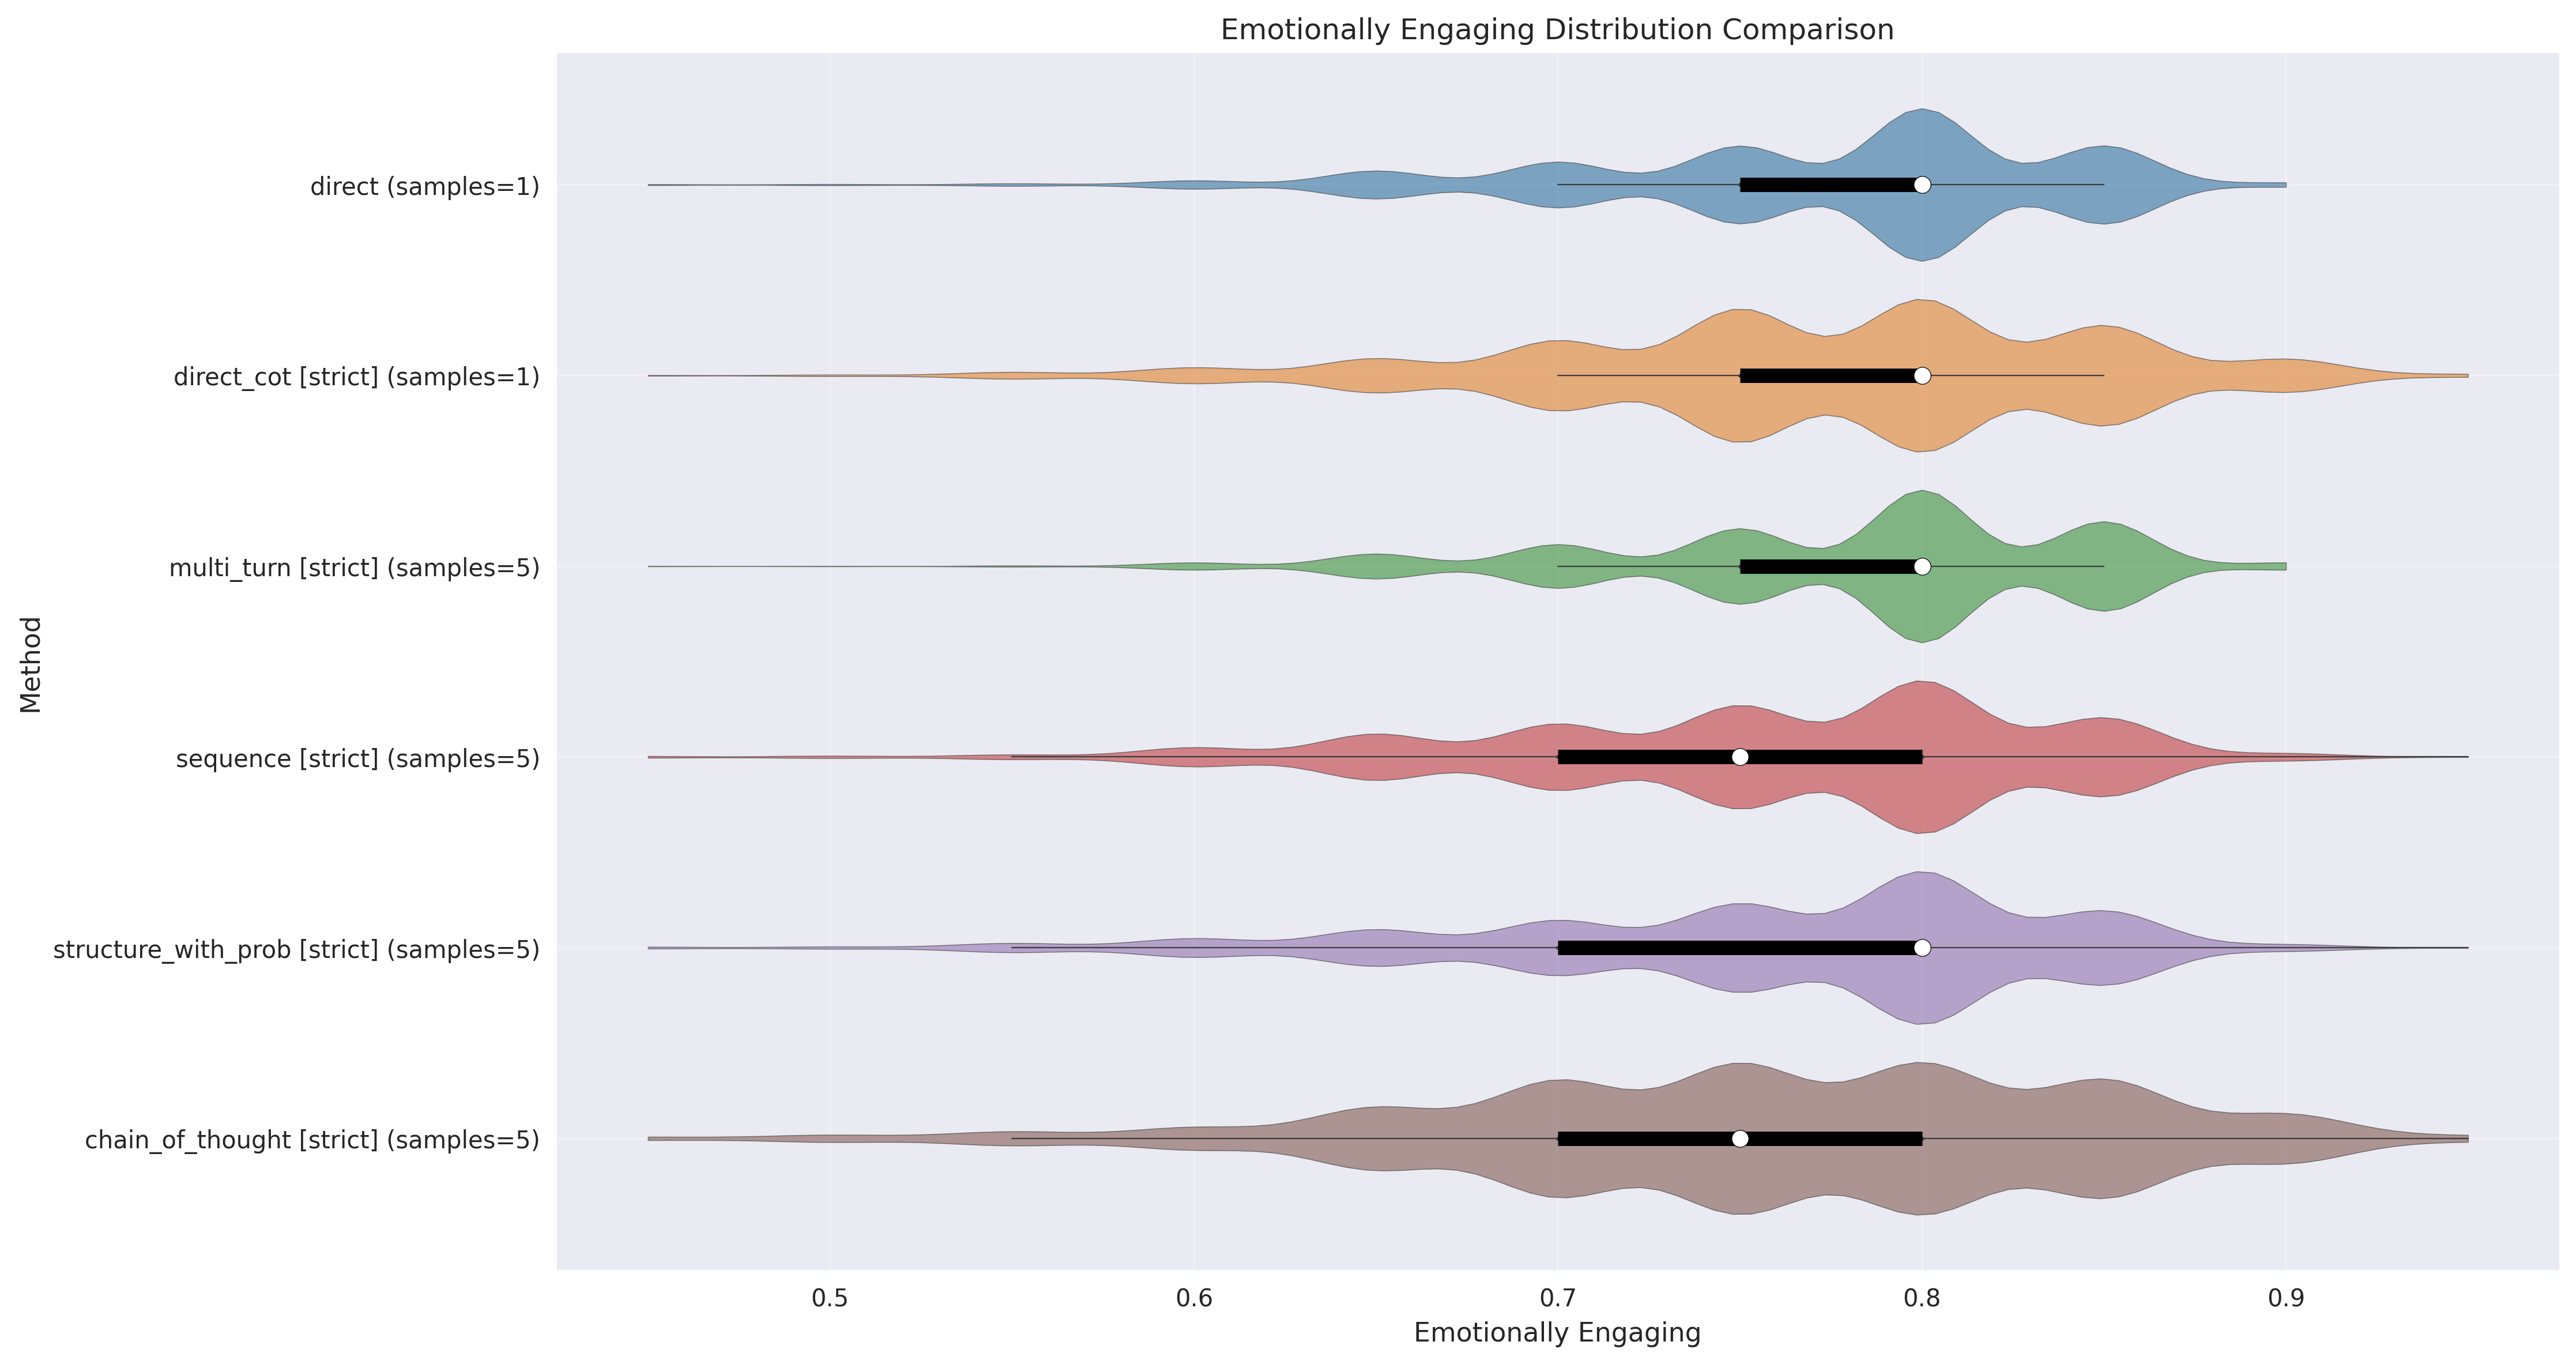 Emotionally Engaging Distribution Comparison
Method
direct (samples=1)
direct_cot [strict] (samples=1)
multi_turn [strict] (samples=5)
sequence [strict] (samples=5)
structure_with_prob [strict] (samples=5)
chain_of_thought [strict] (samples=5)
0.5 0.6 0.7 0.8 0.9
Emotionally Engaging